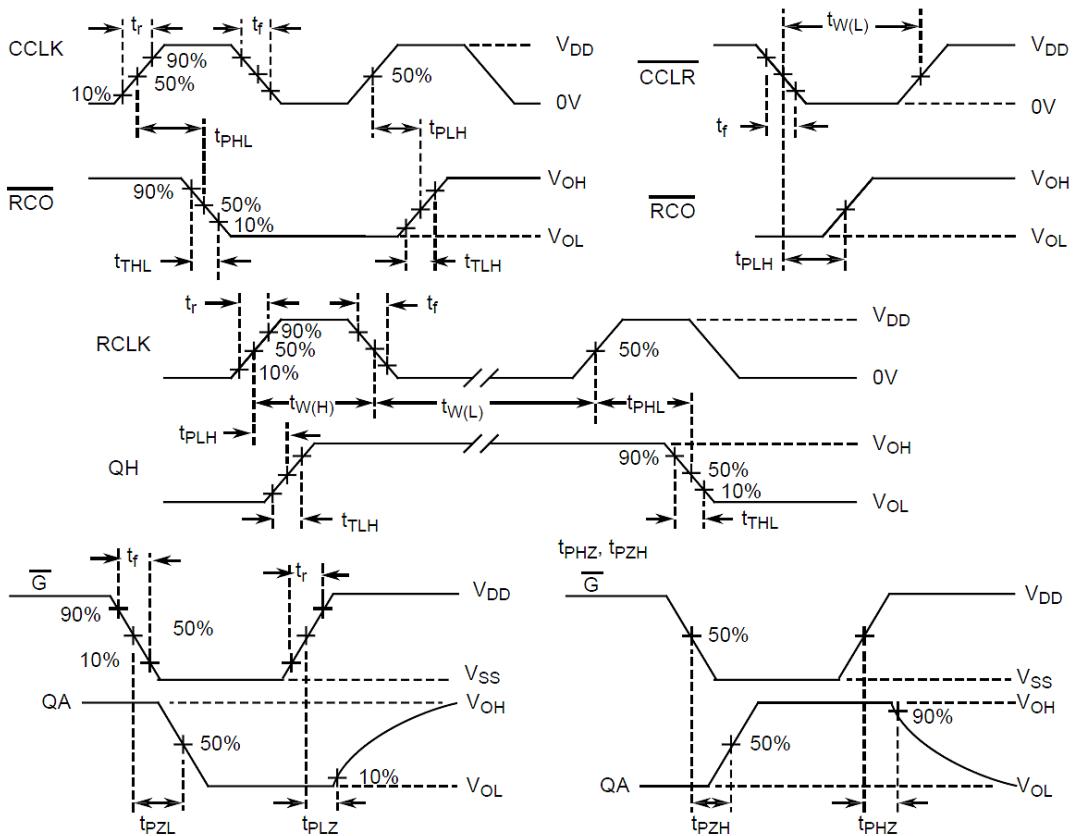 tr
tf
CCLK
90%
50%
10%
50%
VDD
0V
tPHL
tPLH
RCO
90%
50%
10%
VOH
VOL
tTHL
tTLH
tW(L)
CCLR
VDD
0V
tf
RCO
VOH
VOL
tPLH
tr
tf
RCLK
90%
50%
10%
50%
VDD
0V
tW(H)
tW(L)
tPHL
tPLH
QH
90%
50%
10%
VOH
VOL
tTLH
tTHL
tf
tr
G
90%
50%
10%
VDD
VSS
QA
50%
10%
VOH
VOL
tPZL
tPLZ
tPHZ, tPZH
G
50%
VDD
VSS
VOH
90%
50%
QA
VOL
tPZH
tPHZ